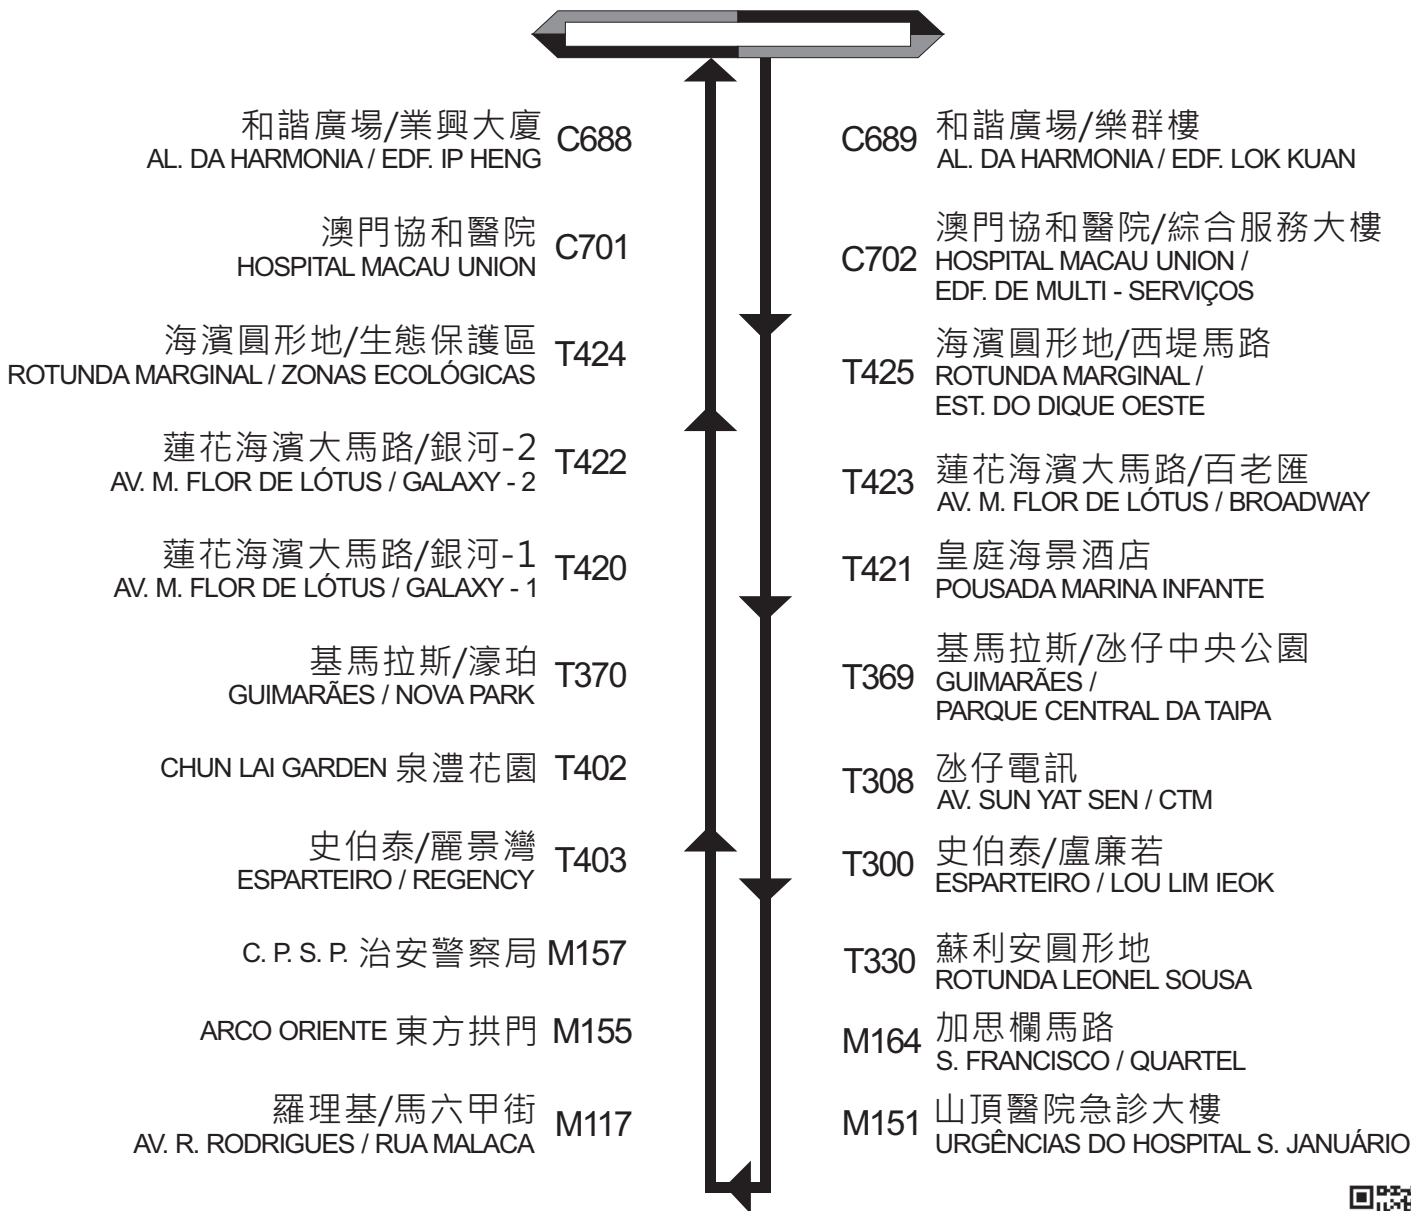 和諧廣場/業興大廈
AL. DA HARMONIA / EDF. IP HENG
C688
澳門協和醫院
HOSPITAL MACAU UNION
C701
海濱圓形地/生態保護區
ROTUNDA MARGINAL / ZONAS ECOLÓGICAS
T424
蓮花海濱大馬路/銀河-2
AV. M. FLOR DE LÓTUS / GALAXY - 2
T422
蓮花海濱大馬路/銀河-1
AV. M. FLOR DE LÓTUS / GALAXY - 1
T420
基馬拉斯/濠珀
GUIMARÃES / NOVA PARK
T370
CHUN LAI GARDEN 泉澧花園 T402
史伯泰/麗景灣
ESPARTEIRO / REGENCY
T403
C. P. S. P. 治安警察局 M157
ARCO ORIENTE 東方拱門 M155
羅理基/馬六甲街
AV. R. RODRIGUES / RUA MALACA
M117
C689
和諧廣場/樂群樓
AL. DA HARMONIA / EDF. LOK KUAN
C702
澳門協和醫院/綜合服務大樓
HOSPITAL MACAU UNION /
EDF. DE MULTI - SERVIÇOS
T425
海濱圓形地/西堤馬路
ROTUNDA MARGINAL /
EST. DO DIQUE OESTE
T423
蓮花海濱大馬路/百老匯
AV. M. FLOR DE LÓTUS / BROADWAY
T421
皇庭海景酒店
POUSADA MARINA INFANTE
T369
基馬拉斯/氹仔中央公園
GUIMARÃES /
PARQUE CENTRAL DA TAIPA
T308
氹仔電訊
AV. SUN YAT SEN / CTM
T300
史伯泰/盧廉若
ESPARTEIRO / LOU LIM IEOK
T330
蘇利安圓形地
ROTUNDA LEONEL SOUSA
M164
加思欄馬路
S. FRANCISCO / QUARTEL
M151
山頂醫院急診大樓
URGÊNCIAS DO HOSPITAL S. JANUÁRIO